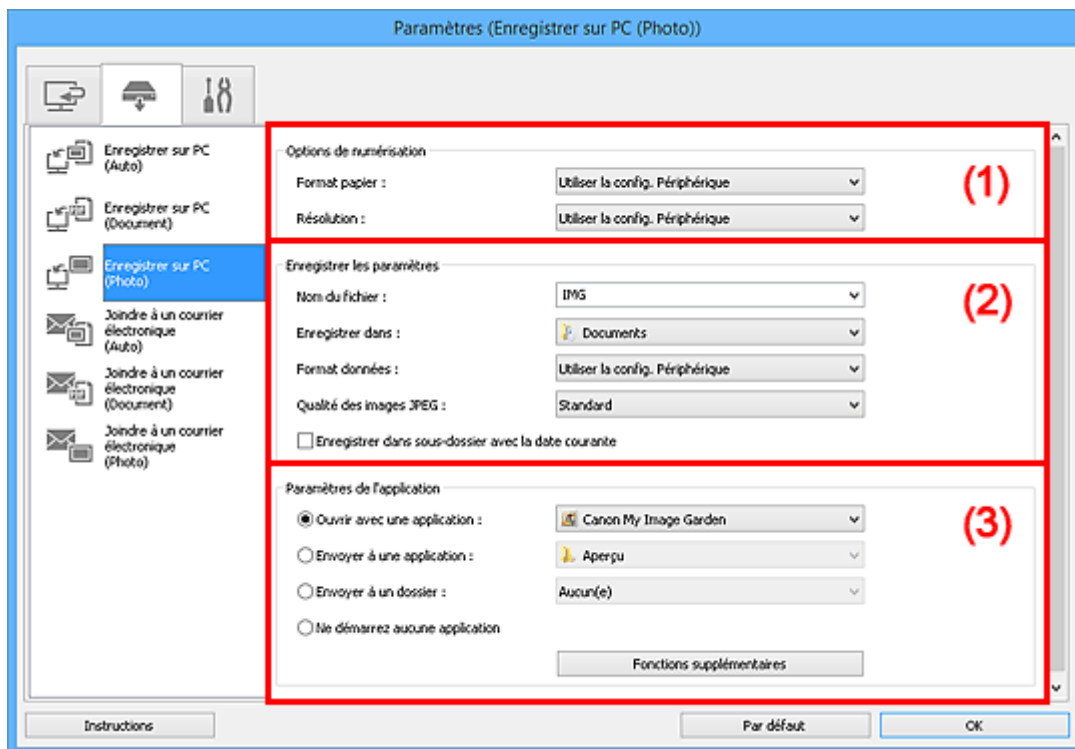 Paramètres (Enregistrer sur PC (Photo))
Enregistrer sur PC
(Auto)
Enregistrer sur PC
(Document)
Enregistrer sur PC
(Photo)
Joindre à un courrier
électronique
(Auto)
Joindre à un courrier
électronique
(Document)
Joindre à un courrier
électronique
(Photo)
Options de numérisation
(1)
Format papier : Utiliser la config. Périphérique
Résolution : Utiliser la config. Périphérique
Enregistrer les paramètres
(2)
Nom du fichier : IMG
Enregistrer dans : Documents
Format données : Utiliser la config. Périphérique
Qualité des images JPEG : Standard
Enregistrer dans sous-dossier avec la date courante
Paramètres de l'application
(3)
Ouvrir avec une application : Canon My Image Garden
Envoyer à une application : Aperçu
Envoyer à un dossier : Aucun(e)
Ne démarrez aucune application
Fonctions supplémentaires
Instructions
Par défaut
OK